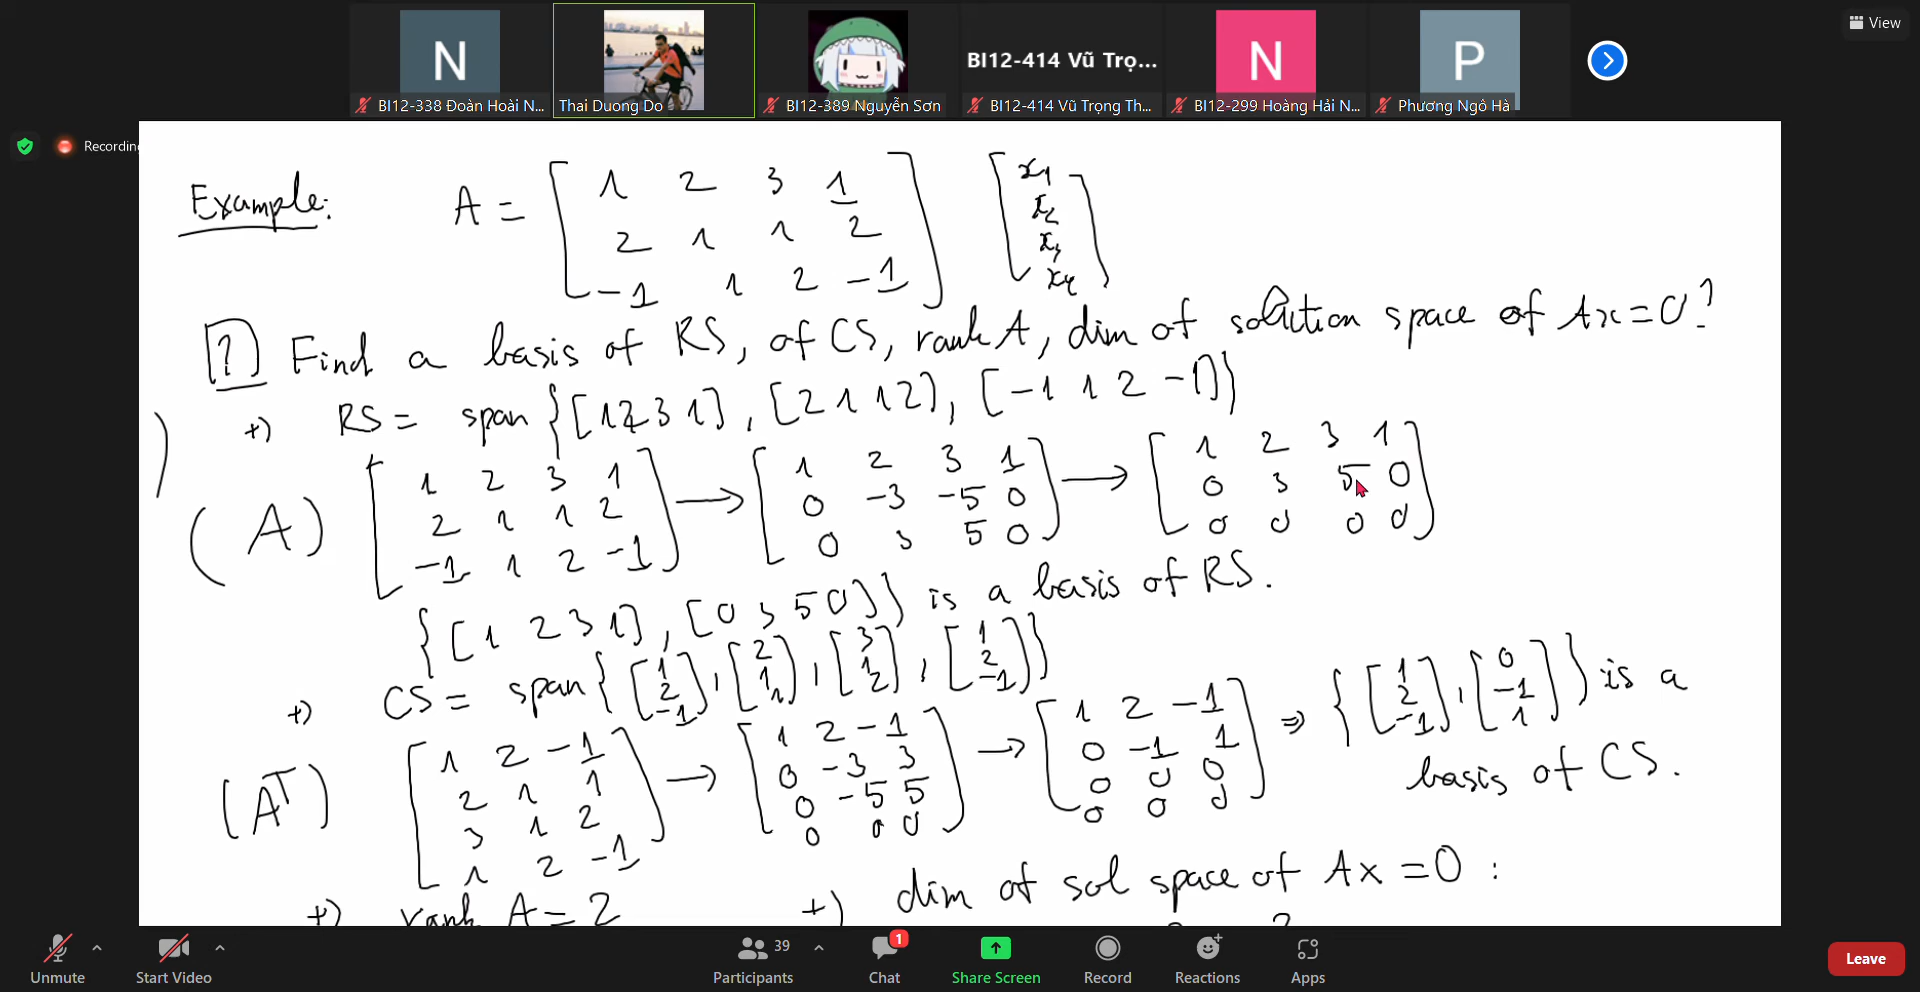 View
N
N
P
BI12-414 Vũ Trọ...
BI12-338 Đoàn Hoài N...
Thai Duong Do
BI12-389 Nguyễn Sơn
BI12-414 Vũ Trọng Th...
BI12-299 Hoàng Hải N...
Phương Ngô Hà
Recording
Example: A = [1 2 3 1 [x1
2 1 1 2 x2
-1 1 2 -1] x3
x4]
[?] Find a basis of RS, of CS, rank A, dim of solution space of Ax = 0?
+) RS = span {[1 2 3 1], [2 1 1 2], [-1 1 2 -1]}
(A) [1 2 3 1 → [1 2 3 1 → [1 2 3 1
2 1 1 2 0 -3 -5 0 0 3 5 0
-1 1 2 -1] 0 3 5 0] 0 0 0 0]
{[1 2 3 1], [0 3 5 0]} is a basis of RS.
+) CS = span {[1 2 -1], [2 1 1], [3 1 2], [1 2 -1]}
(A^T) [1 2 -1 → [1 2 -1 → [1 2 -1 ⇒ {[1 2 -1], [0 -1 1]} is a
2 1 1 0 -3 3 0 -1 1 basis of CS.
3 1 2 0 -5 5 0 0 0
1 2 -1] 0 0 0] 0 0 0]
+) rank A = 2 +) dim of sol space of Ax = 0 :
Unmute
Start Video
39
Participants
1
Chat
Share Screen
Record
Reactions
Apps
Leave